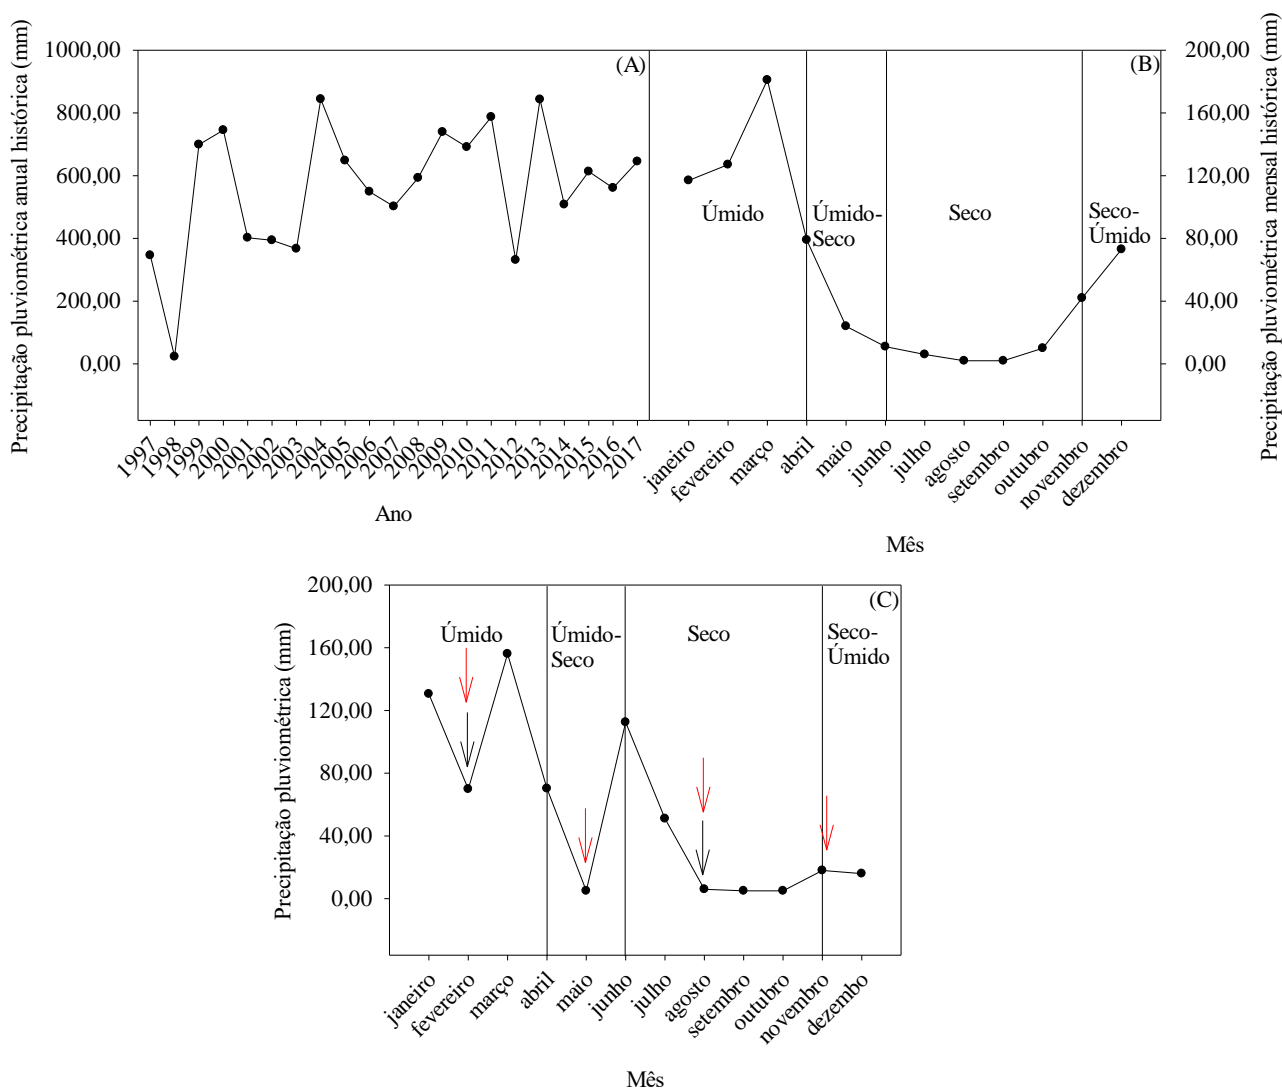 Precipitação pluviométrica anual histórica (mm)
1000,00
800,00
600,00
400,00
200,00
0,00
(A)
1997
1998
1999
2000
2001
2002
2003
2004
2005
2006
2007
2008
2009
2010
2011
2012
2013
2014
2015
2016
2017
Ano
(B)
Úmido
Úmido-
Seco
Seco
Seco-
Úmido
200,00
160,00
120,00
80,00
40,00
0,00
Precipitação pluviométrica mensal histórica (mm)
janeiro
fevereiro
março
abril
maio
junho
julho
agosto
setembro
outubro
novembro
dezembro
Mês
Precipitação pluviométrica (mm)
200,00
160,00
120,00
80,00
40,00
0,00
(C)
Úmido
Úmido-
Seco
Seco
Seco-
Úmido
janeiro
fevereiro
março
abril
maio
junho
julho
agosto
setembro
outubro
novembro
dezembo
Mês